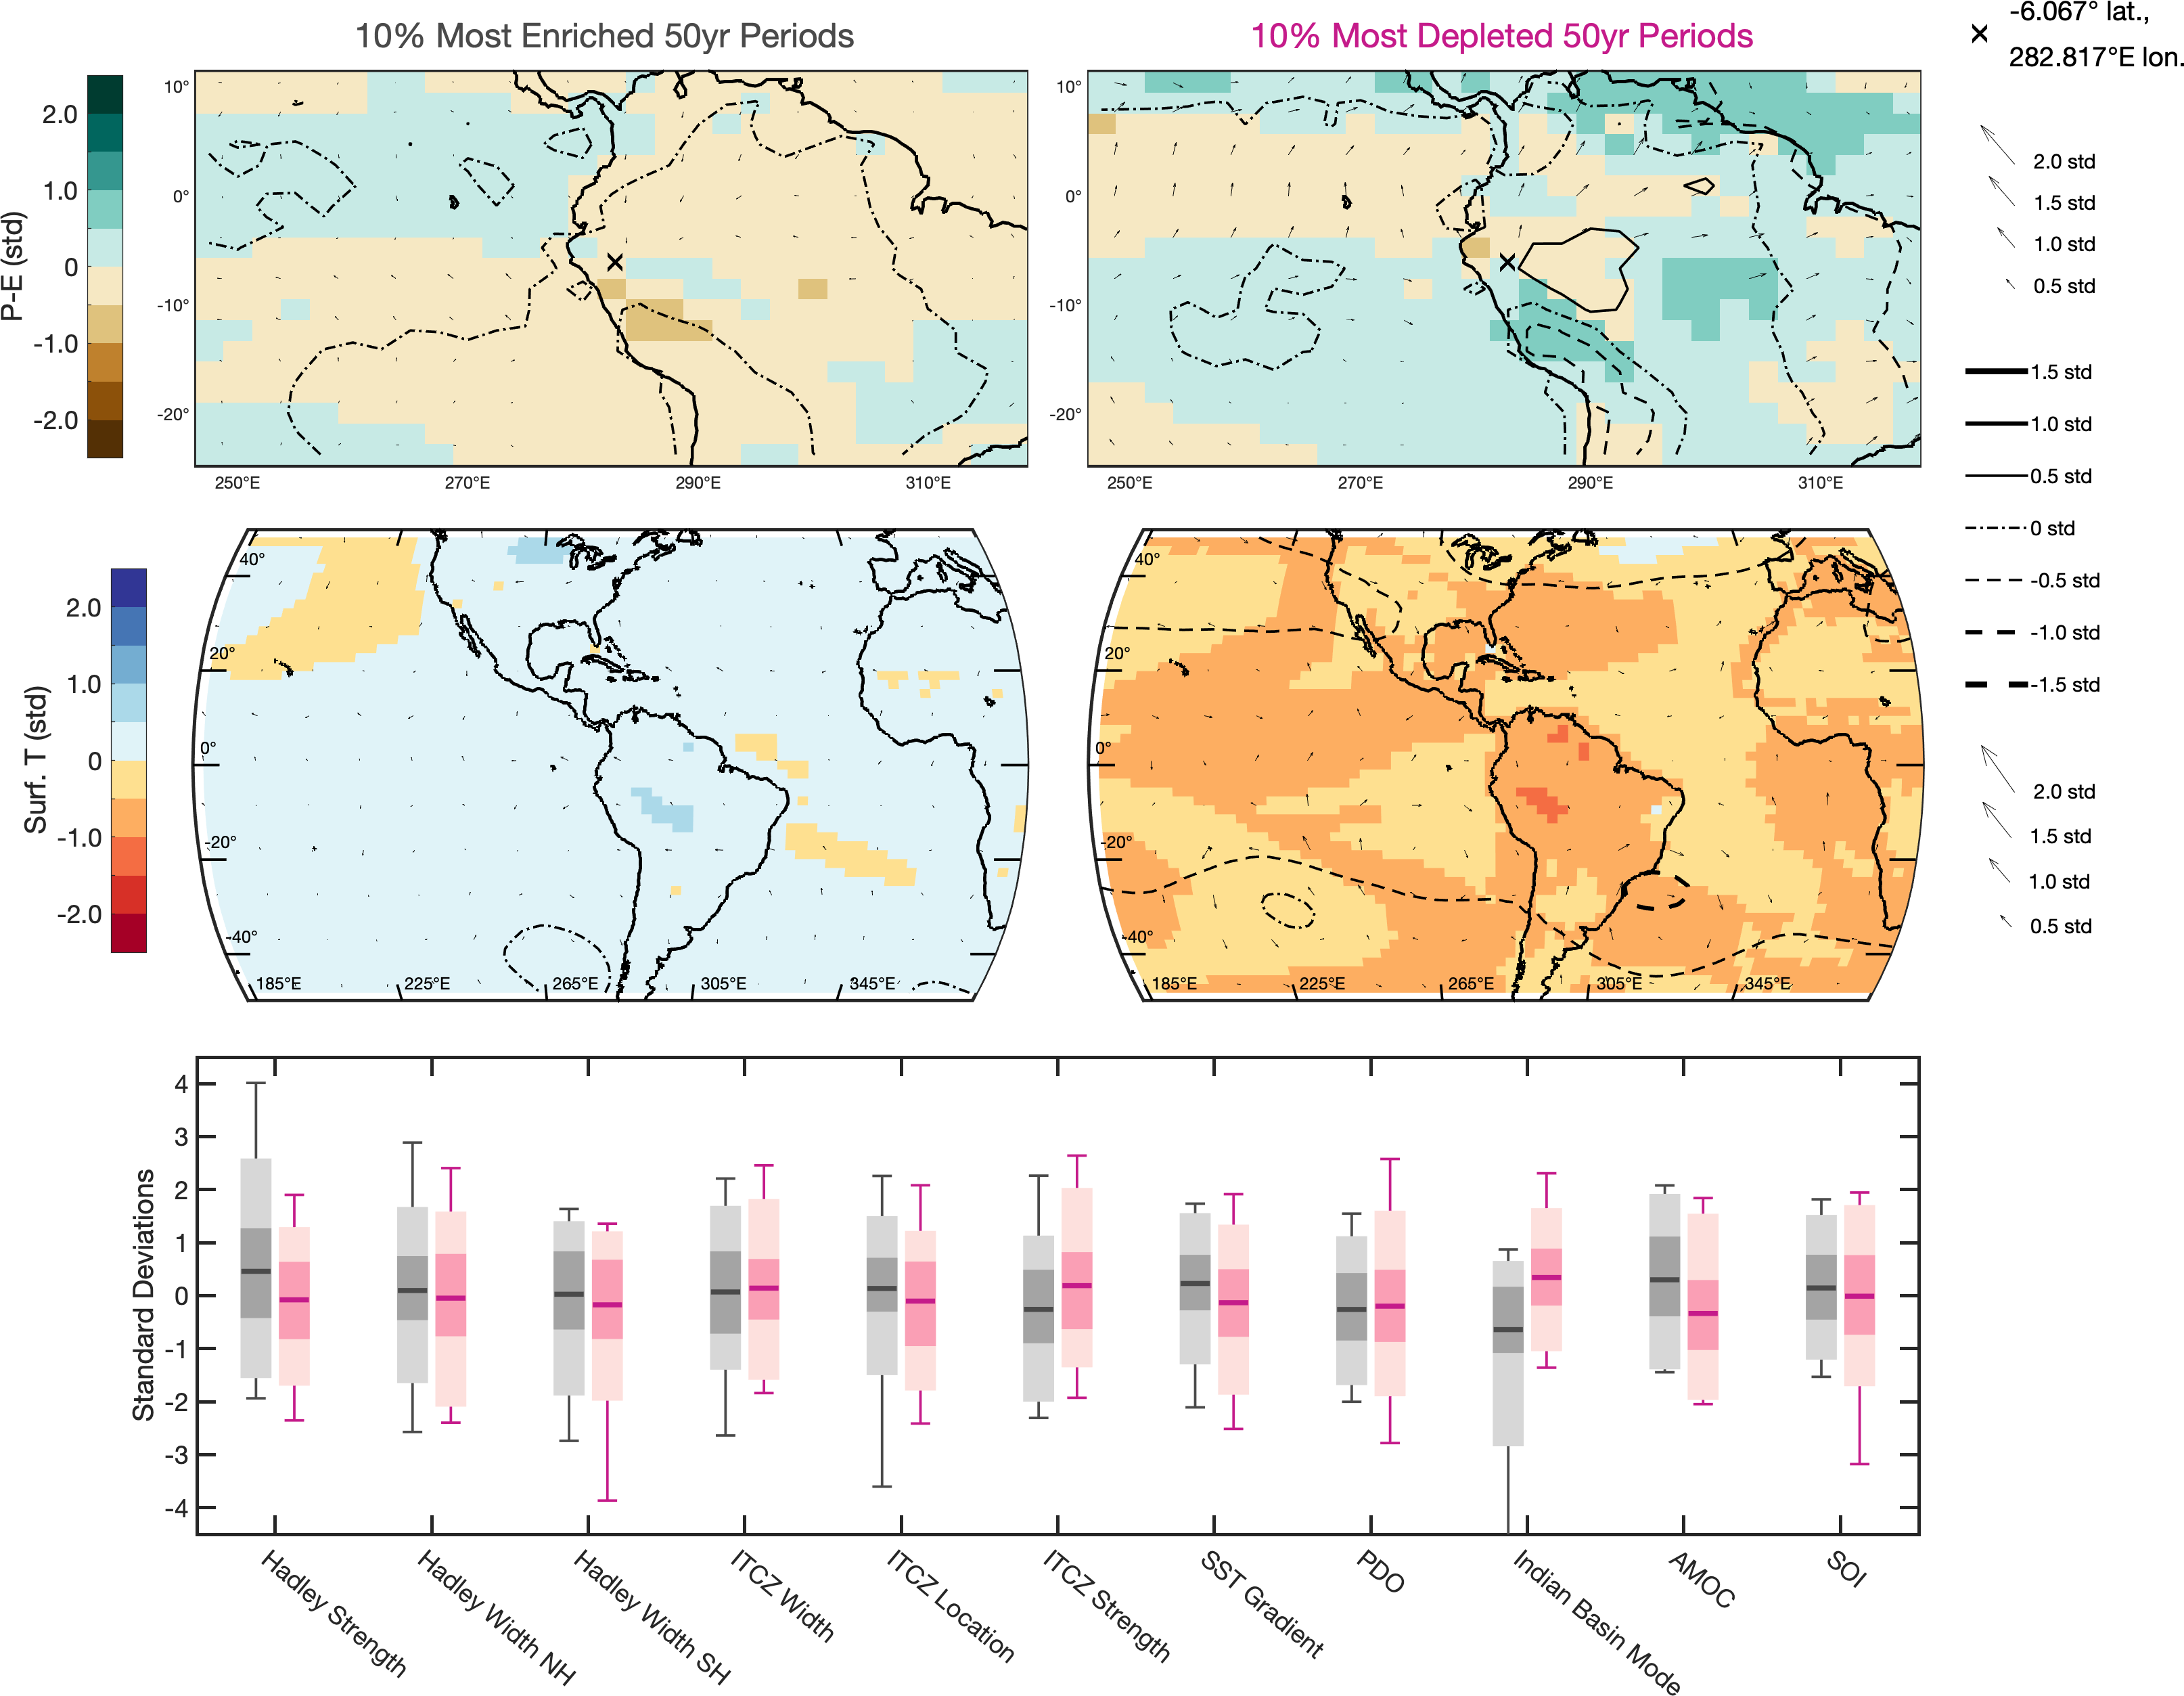 10% Most Enriched 50yr Periods
10% Most Depleted 50yr Periods
-6.067° lat.,
282.817°E lon.
P-E (std)
2.0
1.0
0
-1.0
-2.0
10°
0°
-10°
-20°
250°E 270°E 290°E 310°E
10°
0°
-10°
-20°
250°E 270°E 290°E 310°E
2.0 std
1.5 std
1.0 std
0.5 std
1.5 std
1.0 std
0.5 std
0 std
-0.5 std
-1.0 std
-1.5 std
2.0 std
1.5 std
1.0 std
0.5 std
Surf. T (std)
2.0
1.0
0
-1.0
-2.0
40°
20°
0°
-20°
-40°
185°E 225°E 265°E 305°E 345°E
40°
20°
0°
-20°
-40°
185°E 225°E 265°E 305°E 345°E
Standard Deviations
4
3
2
1
0
-1
-2
-3
-4
Hadley Strength
Hadley Width NH
Hadley Width SH
ITCZ Width
ITCZ Location
ITCZ Strength
SST Gradient
PDO
Indian Basin Mode
AMOC
SOI